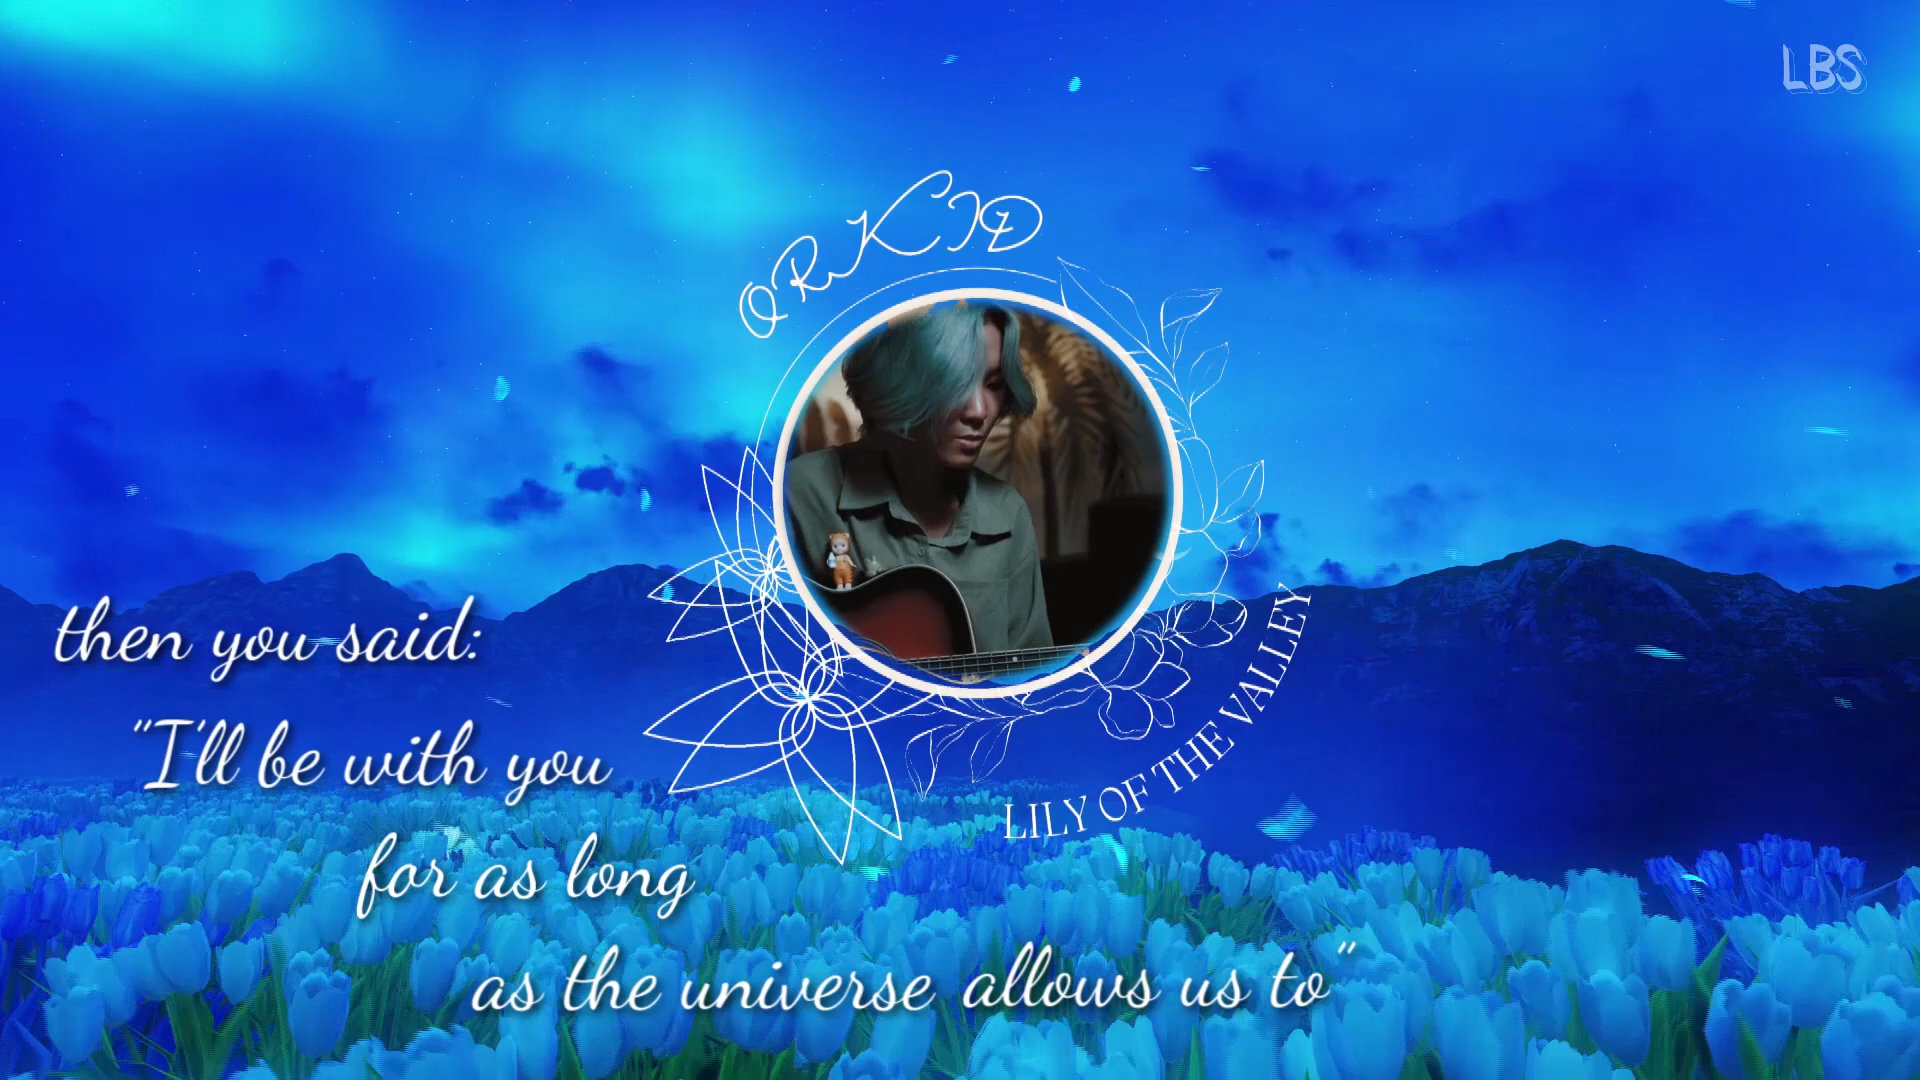 LBS
ORKID
LILY OF THE VALLEY
then you said:
"I'll be with you
for as long
as the universe allows us to"